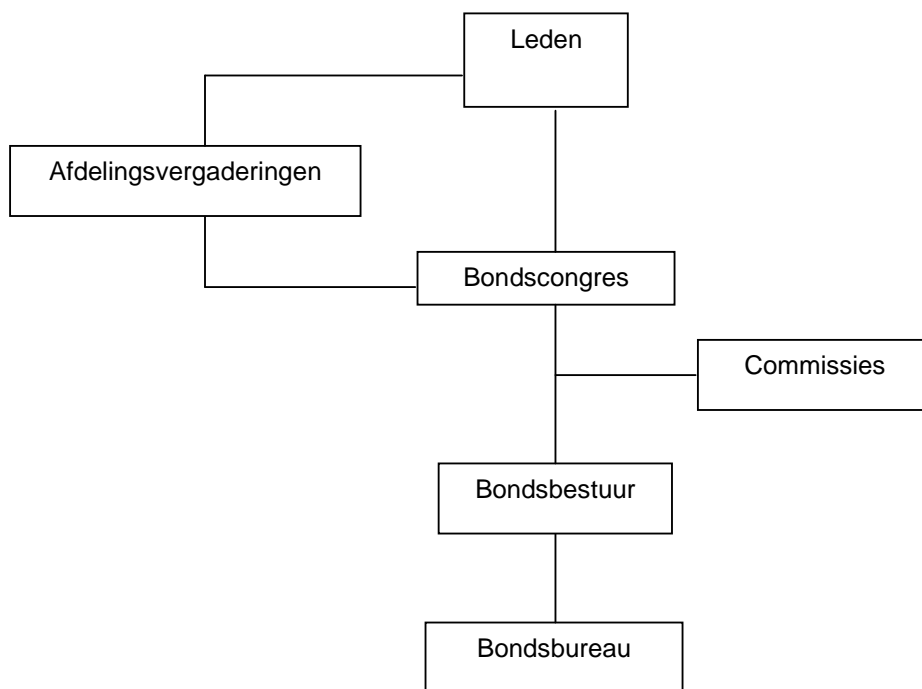 Leden
Afdelingsvergaderingen
Bondscongres
Commissies
Bondsbestuur
Bondsbureau